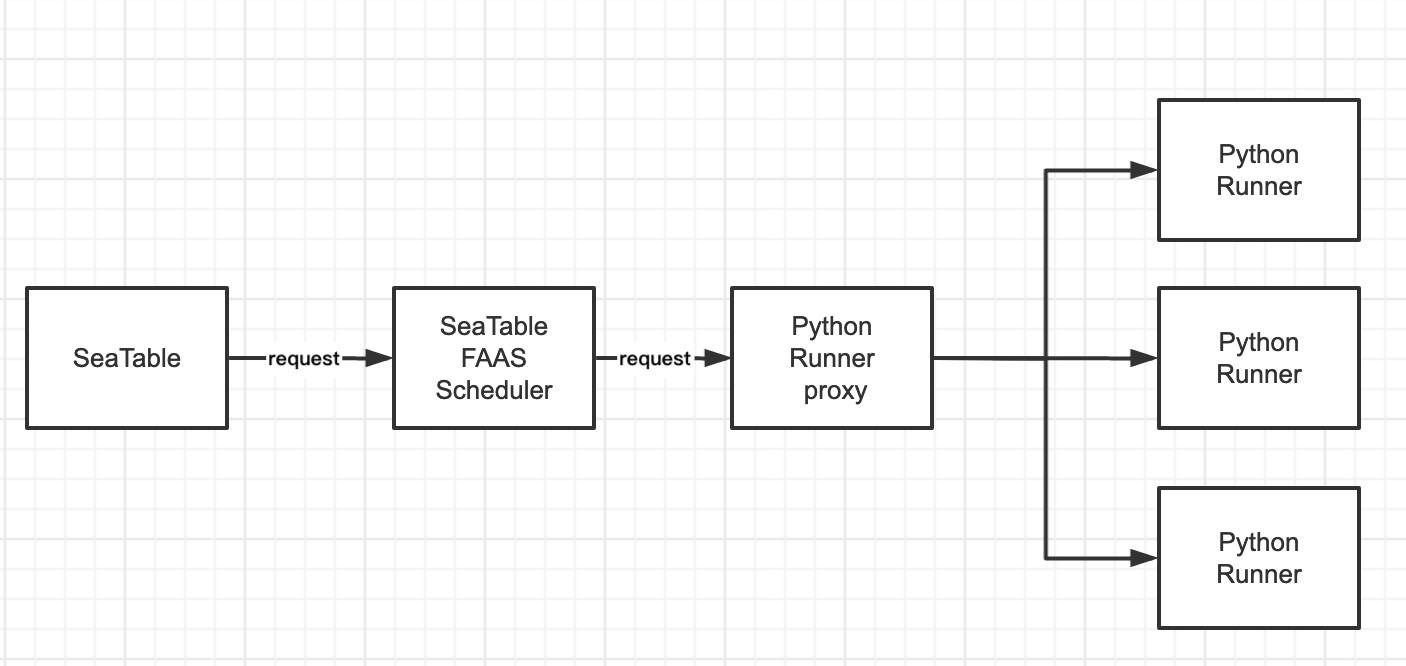 SeaTable
request
SeaTable
FAAS
Scheduler
request
Python
Runner
proxy
Python
Runner
Python
Runner
Python
Runner